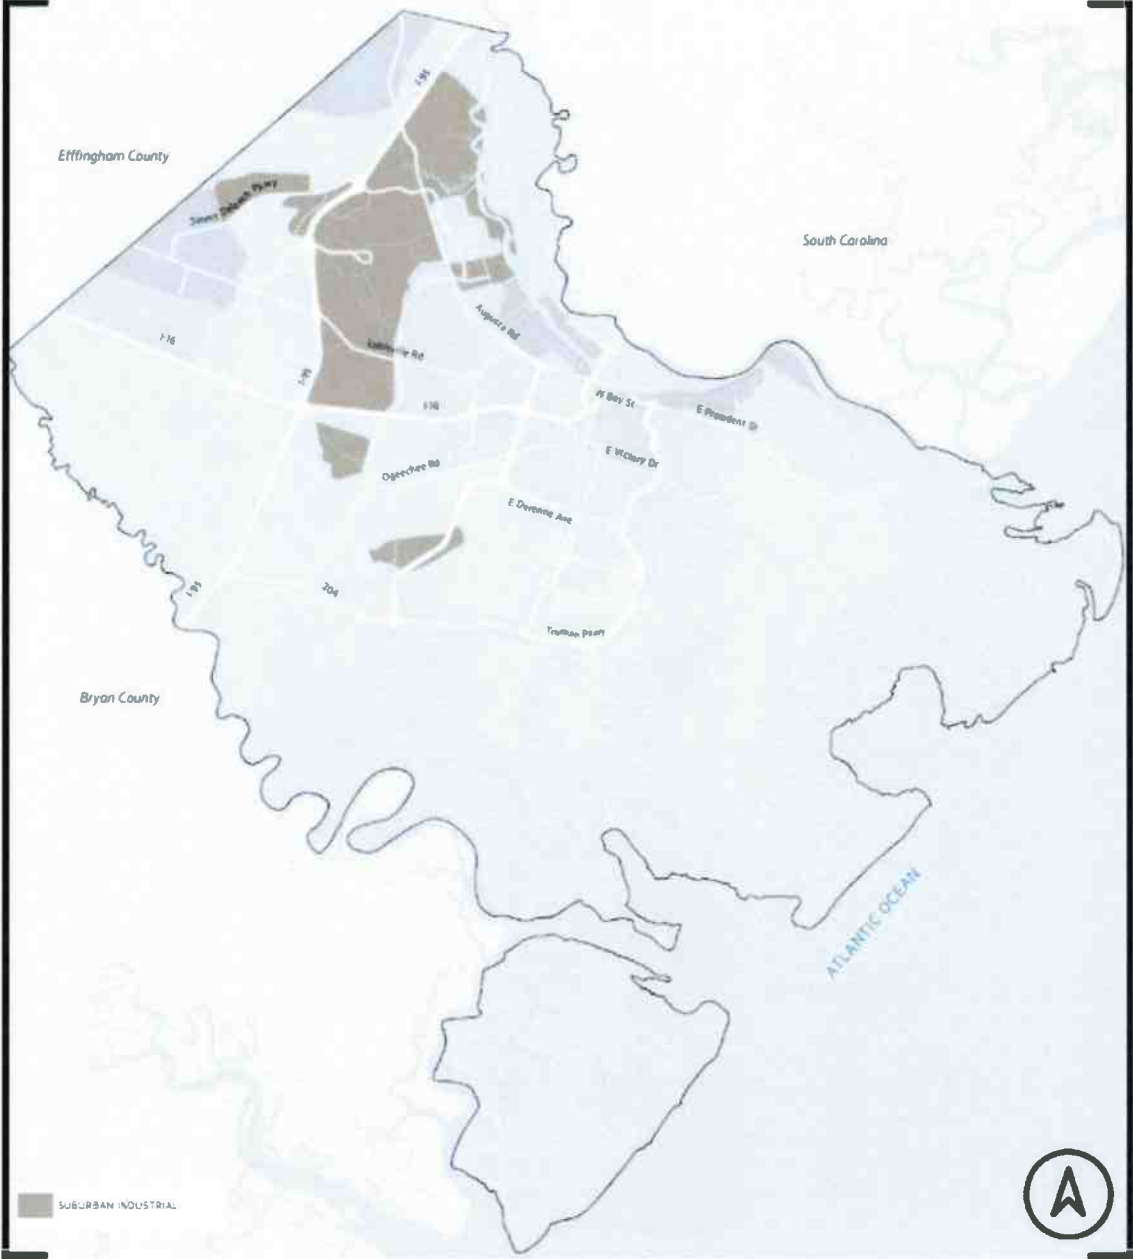 I-95
Efffingham County
Jimmy Deloach Pkwy
South Carolina
Augusta Rd
I-16
Louisville Rd
I-95
I-16
N Bay St
E President St
E Victory Dr
Ogeechee Rd
E Derenne Ave
I-95
204
Truman Pkwy
Bryan County
ATLANTIC OCEAN
SUBURBAN INDUSTRIAL